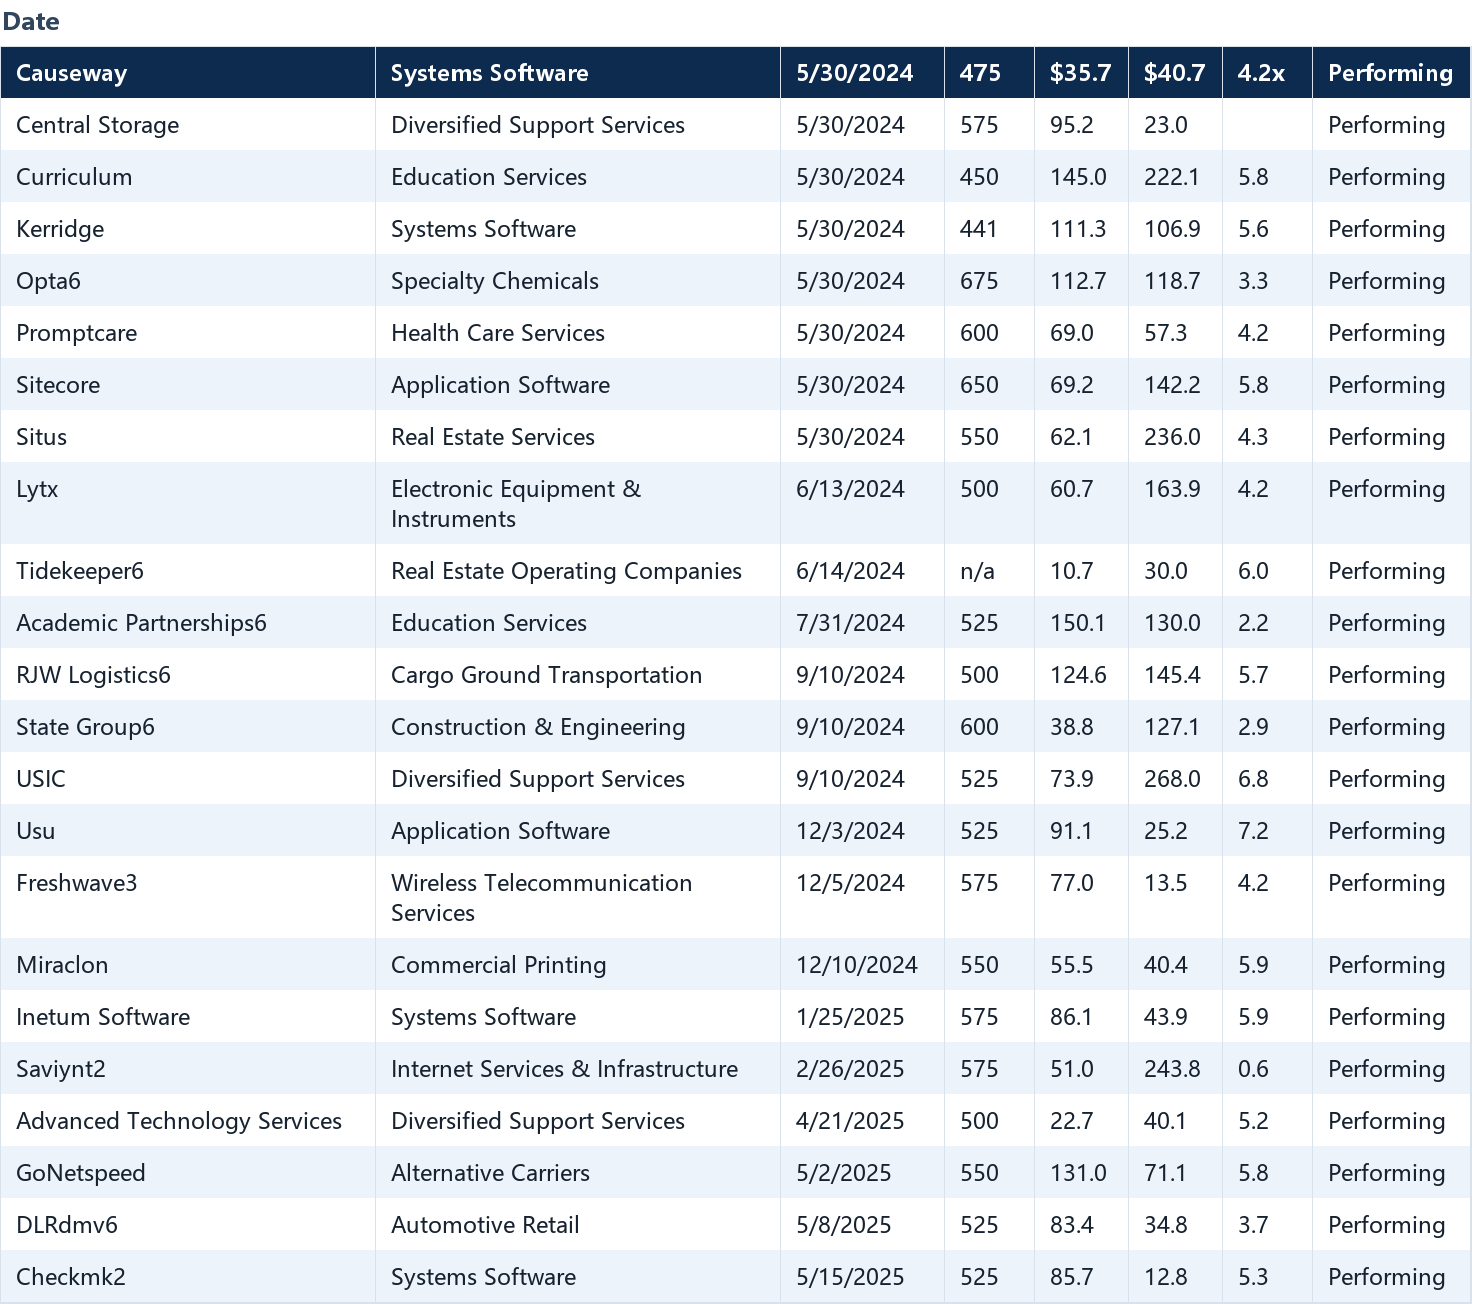 Date
Causeway Systems Software 5/30/2024 475 $35.7 $40.7 4.2x Performing
Central Storage Diversified Support Services 5/30/2024 575 95.2 23.0 Performing
Curriculum Education Services 5/30/2024 450 145.0 222.1 5.8 Performing
Kerridge Systems Software 5/30/2024 441 111.3 106.9 5.6 Performing
Opta6 Specialty Chemicals 5/30/2024 675 112.7 118.7 3.3 Performing
Promptcare Health Care Services 5/30/2024 600 69.0 57.3 4.2 Performing
Sitecore Application Software 5/30/2024 650 69.2 142.2 5.8 Performing
Situs Real Estate Services 5/30/2024 550 62.1 236.0 4.3 Performing
Lytx Electronic Equipment & 6/13/2024 500 60.7 163.9 4.2 Performing
Instruments
Tidekeeper6 Real Estate Operating Companies 6/14/2024 n/a 10.7 30.0 6.0 Performing
Academic Partnerships6 Education Services 7/31/2024 525 150.1 130.0 2.2 Performing
RJW Logistics6 Cargo Ground Transportation 9/10/2024 500 124.6 145.4 5.7 Performing
State Group6 Construction & Engineering 9/10/2024 600 38.8 127.1 2.9 Performing
USIC Diversified Support Services 9/10/2024 525 73.9 268.0 6.8 Performing
Usu Application Software 12/3/2024 525 91.1 25.2 7.2 Performing
Freshwave3 Wireless Telecommunication 12/5/2024 575 77.0 13.5 4.2 Performing
Services
Miraclon Commercial Printing 12/10/2024 550 55.5 40.4 5.9 Performing
Inetum Software Systems Software 1/25/2025 575 86.1 43.9 5.9 Performing
Saviynt2 Internet Services & Infrastructure 2/26/2025 575 51.0 243.8 0.6 Performing
Advanced Technology Services Diversified Support Services 4/21/2025 500 22.7 40.1 5.2 Performing
GoNetspeed Alternative Carriers 5/2/2025 550 131.0 71.1 5.8 Performing
DLRdmv6 Automotive Retail 5/8/2025 525 83.4 34.8 3.7 Performing
Checkmk2 Systems Software 5/15/2025 525 85.7 12.8 5.3 Performing